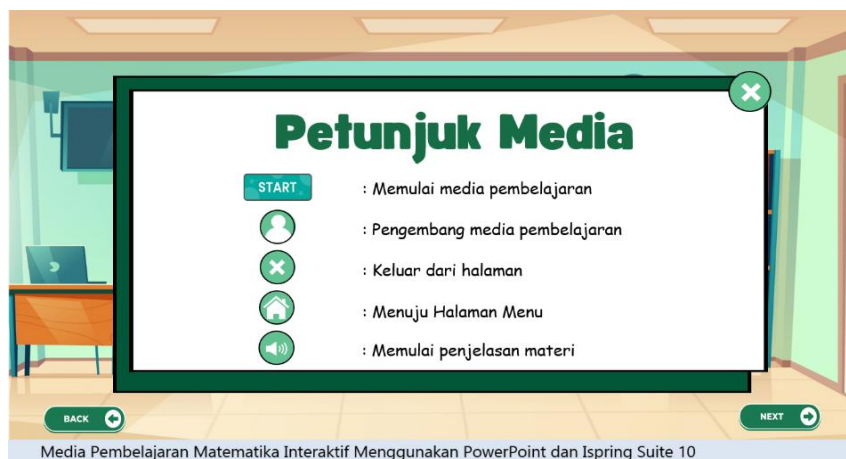 Petunjuk Media
START : Memulai media pembelajaran
: Pengembang media pembelajaran
: Keluar dari halaman
: Menuju Halaman Menu
: Memulai penjelasan materi
BACK
NEXT
Media Pembelajaran Matematika Interaktif Menggunakan PowerPoint dan Ispring Suite 10